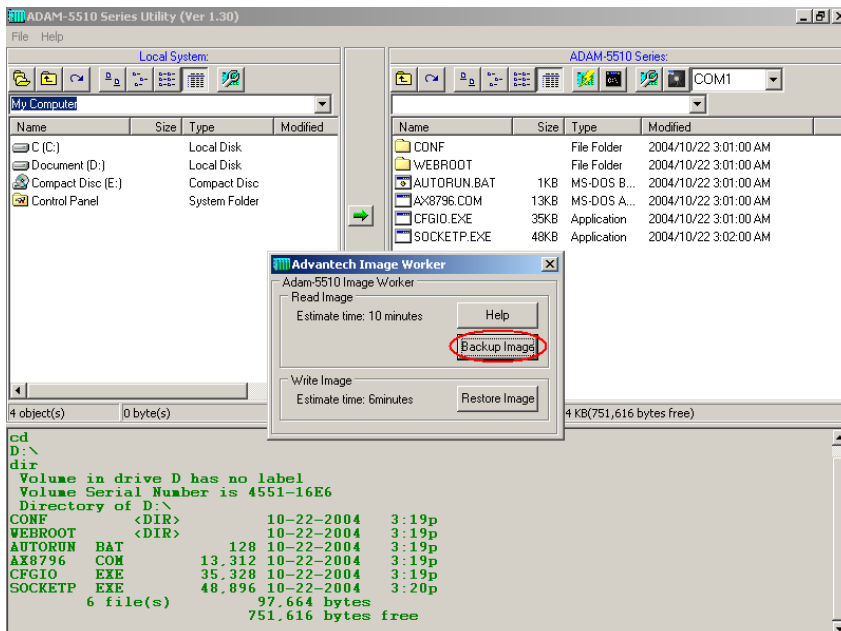 ADAM-5510 Series Utility (Ver 1.30)
File Help
Local System:
My Computer
Name Size Type Modified
C (C:) Local Disk
Document (D:) Local Disk
Compact Disc (E:) Compact Disc
Control Panel System Folder
4 object(s) 0 byte(s)
ADAM-5510 Series:
COM1
Name Size Type Modified
CONF File Folder 2004/10/22 3:01:00 AM
WEBROOT File Folder 2004/10/22 3:01:00 AM
AUTORUN.BAT 1KB MS-DOS B... 2004/10/22 3:01:00 AM
AX8796.COM 13KB MS-DOS A... 2004/10/22 3:01:00 AM
CFGIO.EXE 35KB Application 2004/10/22 3:01:00 AM
SOCKETP.EXE 48KB Application 2004/10/22 3:02:00 AM
4 KB(751,616 bytes free)
Advantech Image Worker
Adam-5510 Image Worker
Read Image
Estimate time: 10 minutes
Help
Backup Image
Write Image
Estimate time: 6minutes
Restore Image
cd
D:\
dir
Volume in drive D has no label
Volume Serial Number is 4551-16E6
Directory of D:\
CONF <DIR> 10-22-2004 3:19p
WEBROOT <DIR> 10-22-2004 3:19p
AUTORUN BAT 128 10-22-2004 3:19p
AX8796 COM 13,312 10-22-2004 3:19p
CFGIO EXE 35,328 10-22-2004 3:19p
SOCKETP EXE 48,896 10-22-2004 3:20p
6 file(s) 97,664 bytes
751,616 bytes free